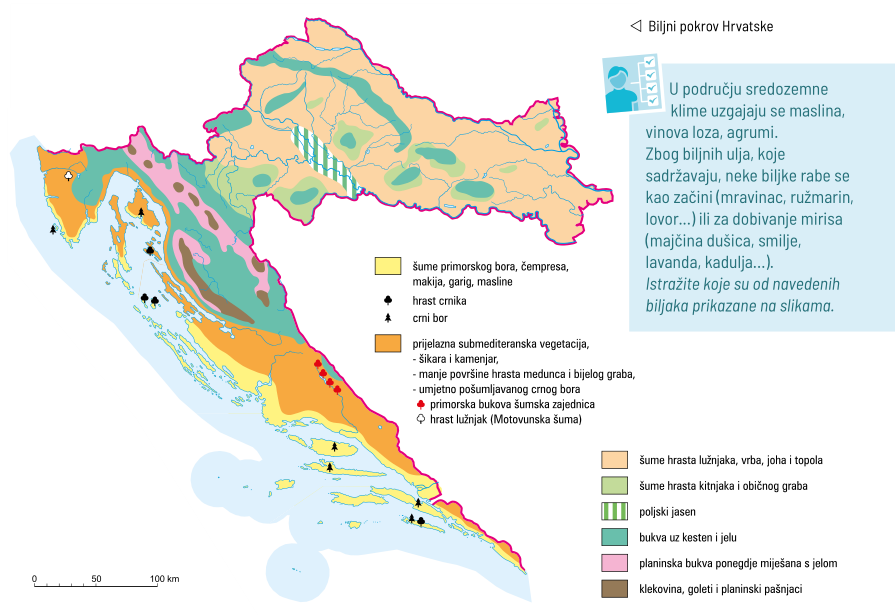 ◁ Biljni pokrov Hrvatske
U području sredozemne
klime uzgajaju se maslina,
vinova loza, agrumi.
Zbog biljnih ulja, koje
sadržavaju, neke biljke rabe se
kao začini (mravinac, ružmarin,
lovor...) ili za dobivanje mirisa
(majčina dušica, smilje,
lavanda, kadulja...).
Istražite koje su od navedenih
biljaka prikazane na slikama.
šume primorskog bora, čempresa,
makija, garig, masline
hrast crnika
crni bor
prijelazna submediteranska vegetacija,
- šikara i kamenjar,
- manje površine hrasta medunca i bijelog graba,
- umjetno pošumljavanog crnog bora
primorska bukova šumska zajednica
hrast lužnjak (Motovunska šuma)
šume hrasta lužnjaka, vrba, joha i topola
šume hrasta kitnjaka i običnog graba
poljski jasen
bukva uz kesten i jelu
planinska bukva ponegdje miješana s jelom
klekovina, goleti i planinski pašnjaci
0 50 100 km